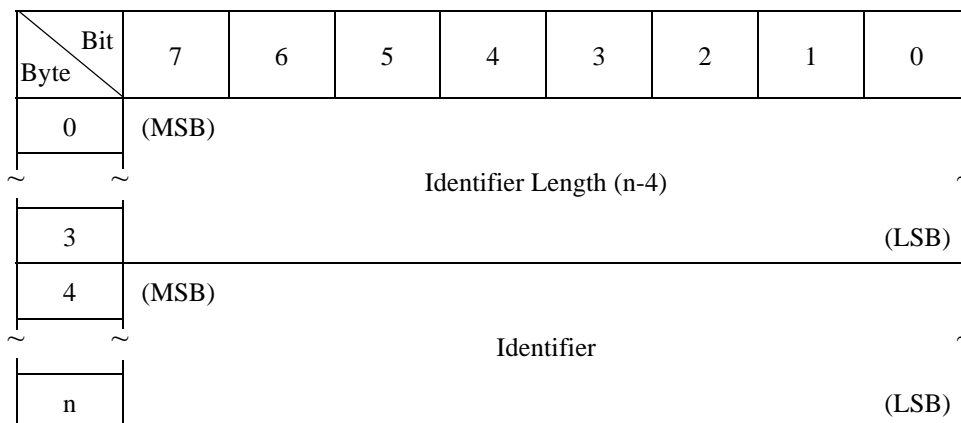 Bit
Byte 7 6 5 4 3 2 1 0
0 (MSB)
~ ~ Identifier Length (n-4) ~
3 (LSB)
4 (MSB)
~ ~ Identifier ~
n (LSB)